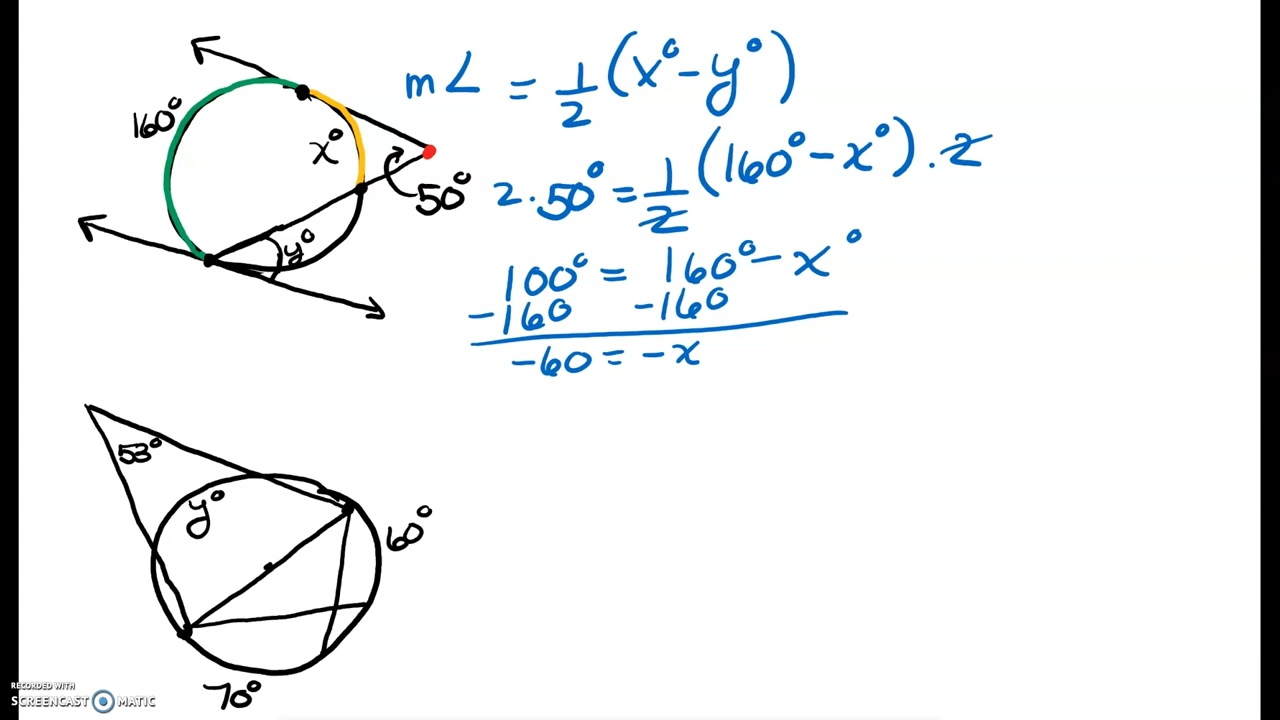 160°
x°
50°
y°
m∠ = 1/2 (x° - y°)
2 · 50° = 1/2 (160° - x°) · 2
100° = 160° - x°
-160 -160
-60 = -x
53°
y°
60°
70°
RECORDED WITH
SCREENCAST MATIC